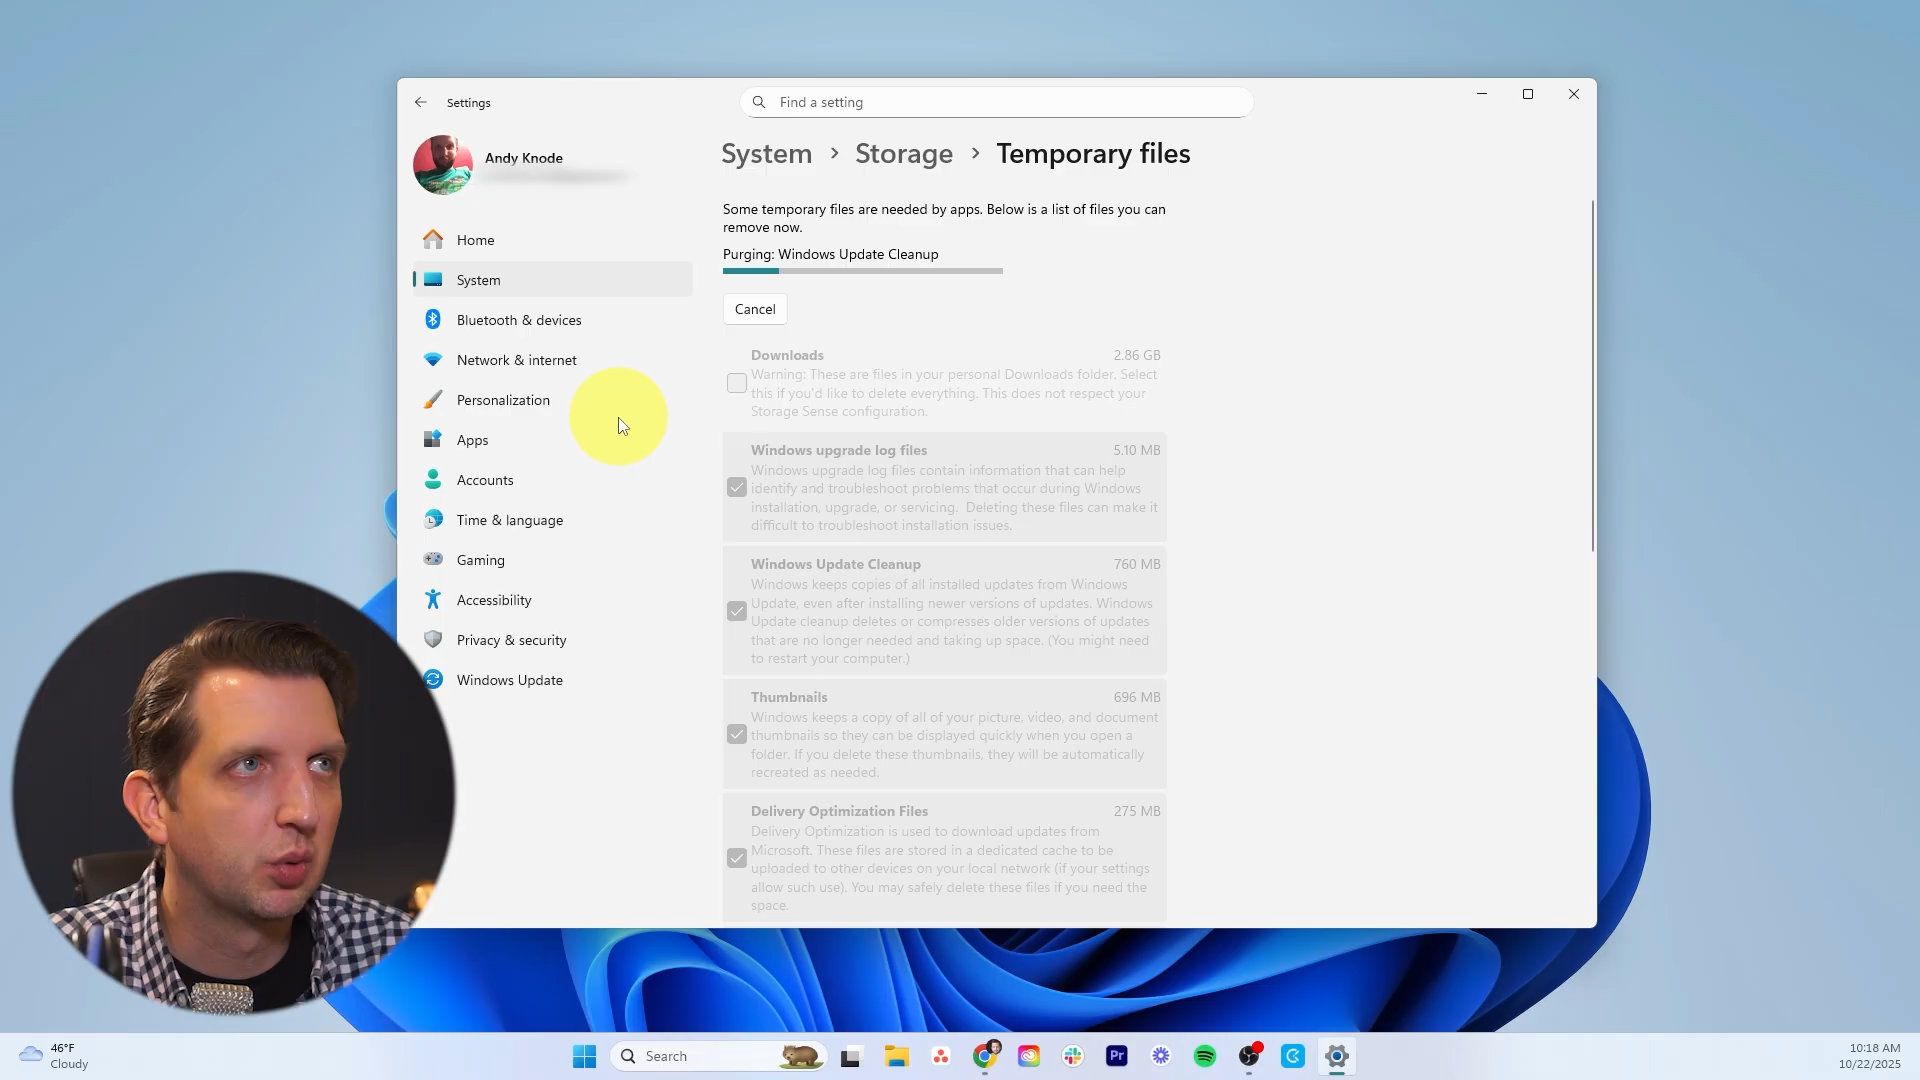 Settings
Find a setting
Andy Knode
System > Storage > Temporary files
Some temporary files are needed by apps. Below is a list of files you can
remove now.
Purging: Windows Update Cleanup
Cancel
Home
System
Bluetooth & devices
Network & internet
Personalization
Apps
Accounts
Time & language
Gaming
Accessibility
Privacy & security
Windows Update
Downloads 2.86 GB
Warning: These are files in your personal Downloads folder. Select
this if you'd like to delete everything. This does not respect your
Storage Sense configuration.
Windows upgrade log files 5.10 MB
Windows upgrade log files contain information that can help
identify and troubleshoot problems that occur during Windows
installation, upgrade, or servicing. Deleting these files can make it
difficult to troubleshoot installation issues.
Windows Update Cleanup 760 MB
Windows keeps copies of all installed updates from Windows
Update, even after installing newer versions of updates. Windows
Update cleanup deletes or compresses older versions of updates
that are no longer needed and taking up space. (You might need
to restart your computer.)
Thumbnails 696 MB
Windows keeps a copy of all of your picture, video, and document
thumbnails so they can be displayed quickly when you open a
folder. If you delete these thumbnails, they will be automatically
recreated as needed.
Delivery Optimization Files 275 MB
Delivery Optimization is used to download updates from
Microsoft. These files are stored in a dedicated cache to be
uploaded to other devices on your local network (if your settings
allow such use). You may safely delete these files if you need the
space.
46°F
Cloudy
Search
Pr
10:18 AM
10/22/2025